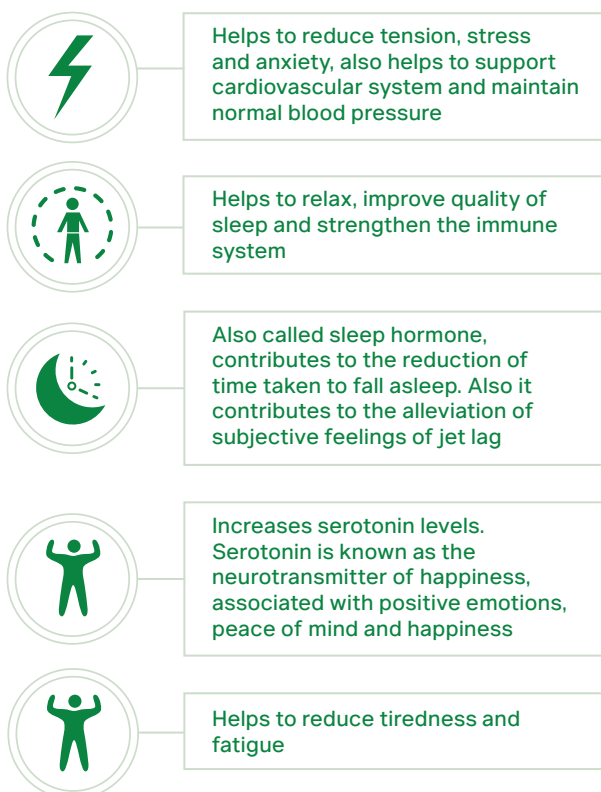 Helps to reduce tension, stress
and anxiety, also helps to support
cardiovascular system and maintain
normal blood pressure
Helps to relax, improve quality of
sleep and strengthen the immune
system
Also called sleep hormone,
contributes to the reduction of
time taken to fall asleep. Also it
contributes to the alleviation of
subjective feelings of jet lag
Increases serotonin levels.
Serotonin is known as the
neurotransmitter of happiness,
associated with positive emotions,
peace of mind and happiness
Helps to reduce tiredness and
fatigue